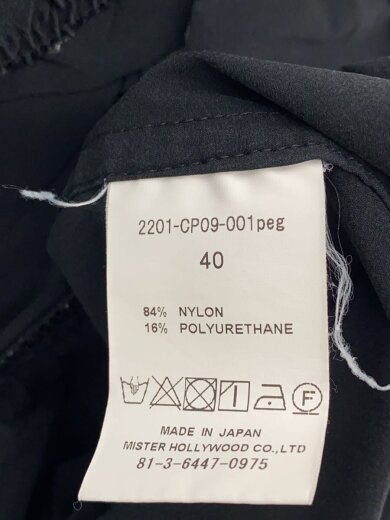 2201-CP09-001peg
40
84% NYLON
16% POLYURETHANE
F
MADE IN JAPAN
MISTER HOLLYWOOD CO.,LTD
81-3-6447-0975